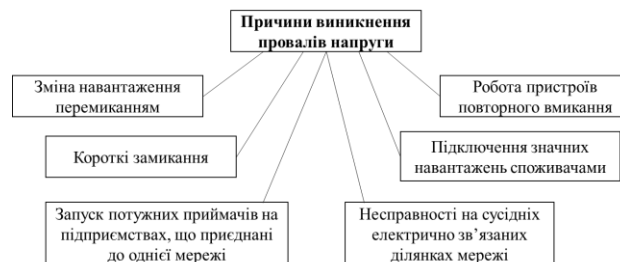 Причини виникнення
провалів напруги
Зміна навантаження
перемиканням
Робота пристроїв
повторного вмикання
Короткі замикання
Підключення значних
навантажень споживачами
Запуск потужних приймачів на
підприємствах, що приєднані
до однієї мережі
Несправності на сусідніх
електрично зв’язаних
ділянках мережі